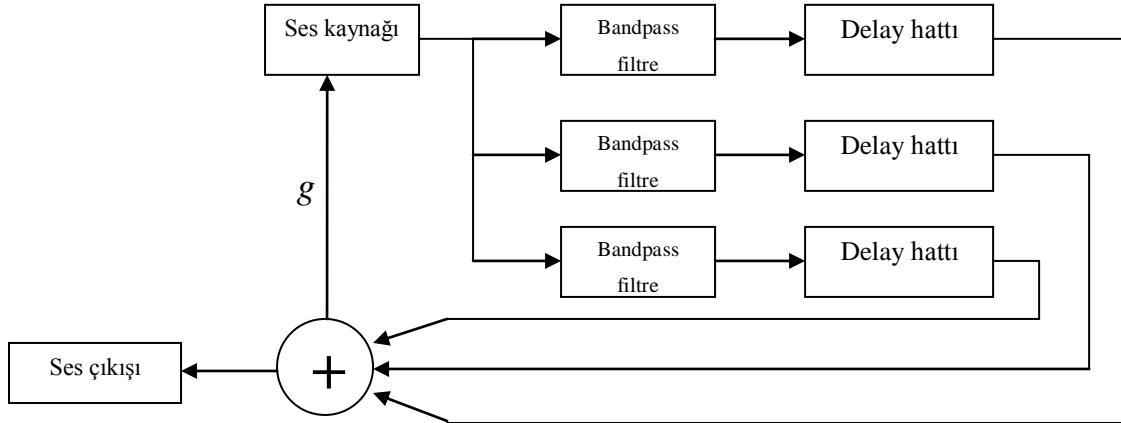 Ses kaynağı
Bandpass
filtre
Delay hattı
Bandpass
filtre
Delay hattı
g
Bandpass
filtre
Delay hattı
Ses çıkışı
+